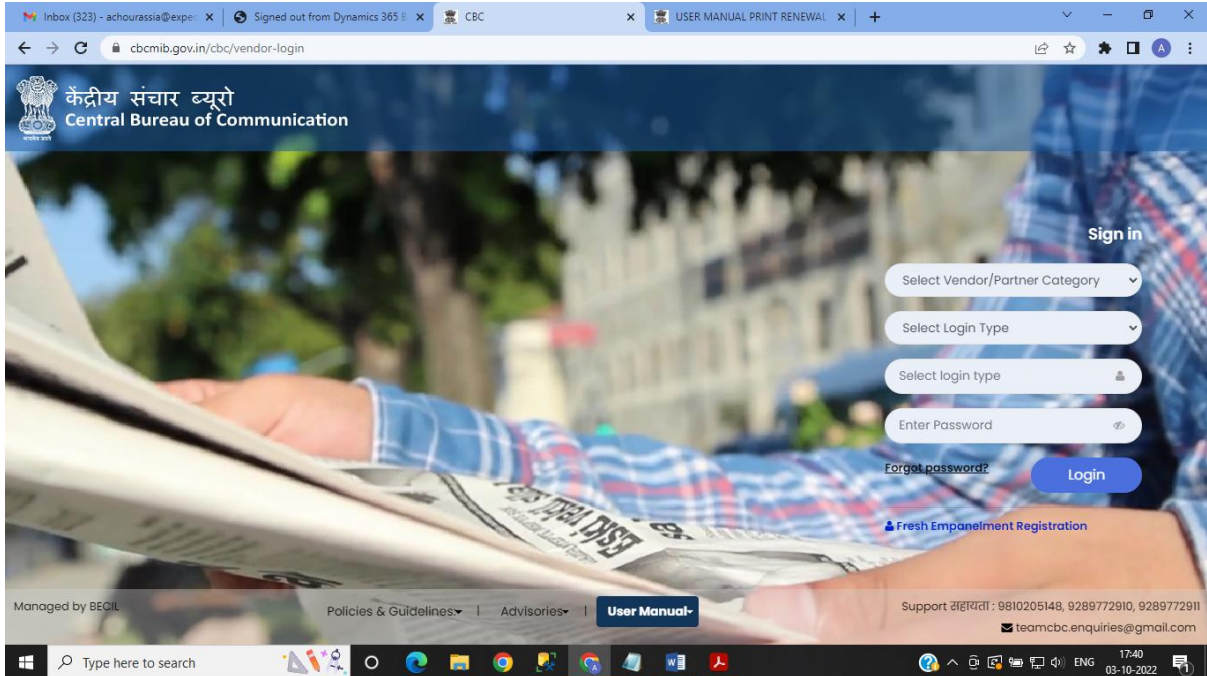 Inbox (323) - achourassia@exped
Signed out from Dynamics 365 B
CBC
USER MANUAL PRINT RENEWAL
cbcmib.gov.in/cbc/vendor-login
A
केंद्रीय संचार ब्यूरो
Central Bureau of Communication
Sign in
Select Vendor/Partner Category
Select Login Type
Select login type
Enter Password
Forgot password?
Login
Fresh Empanelment Registration
Managed by BECIL
Policies & Guidelines
|
Advisories
|
User Manual
Support सहायता : 9810205148, 9289772910, 9289772911
teamcbc.enquiries@gmail.com
Type here to search
ENG
17:40
03-10-2022